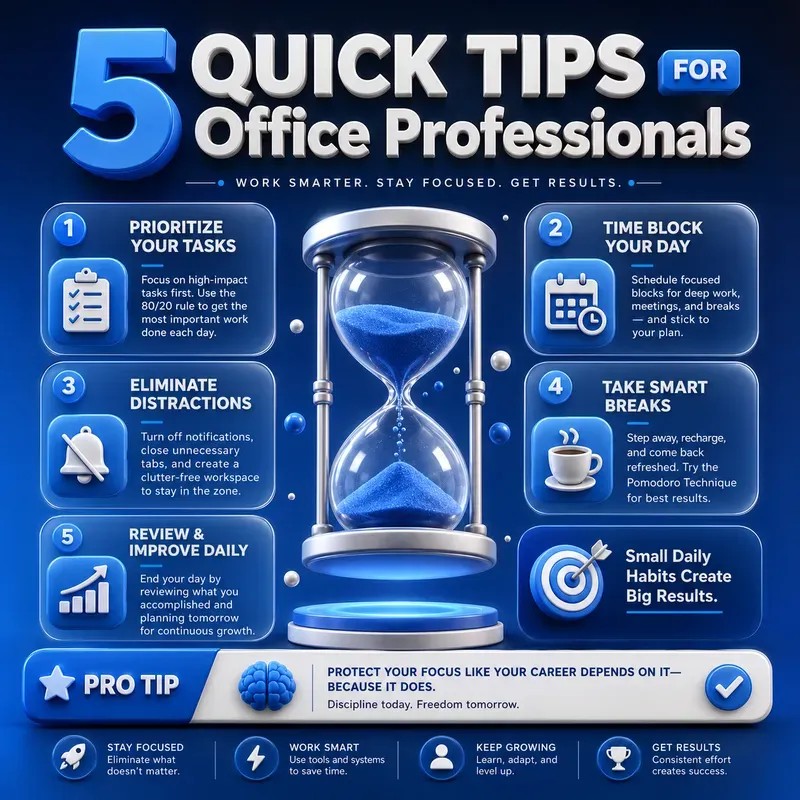 5 QUICK TIPS FOR
Office Professionals
WORK SMARTER. STAY FOCUSED. GET RESULTS.
1
PRIORITIZE
YOUR TASKS
Focus on high-impact
tasks first. Use the
80/20 rule to get the
most important work
done each day.
2
TIME BLOCK
YOUR DAY
Schedule focused
blocks for deep work,
meetings, and breaks
— and stick to
your plan.
3
ELIMINATE
DISTRACTIONS
Turn off notifications,
close unnecessary
tabs, and create a
clutter-free workspace
to stay in the zone.
4
TAKE SMART
BREAKS
Step away, recharge,
and come back
refreshed. Try the
Pomodoro Technique
for best results.
5
REVIEW &
IMPROVE DAILY
End your day by
reviewing what you
accomplished and
planning tomorrow
for continuous growth.
Small Daily
Habits Create
Big Results.
PRO TIP
PROTECT YOUR FOCUS LIKE YOUR CAREER DEPENDS ON IT—
BECAUSE IT DOES.
Discipline today. Freedom tomorrow.
STAY FOCUSED
Eliminate what
doesn't matter.
WORK SMART
Use tools and systems
to save time.
KEEP GROWING
Learn, adapt, and
level up.
GET RESULTS
Consistent effort
creates success.